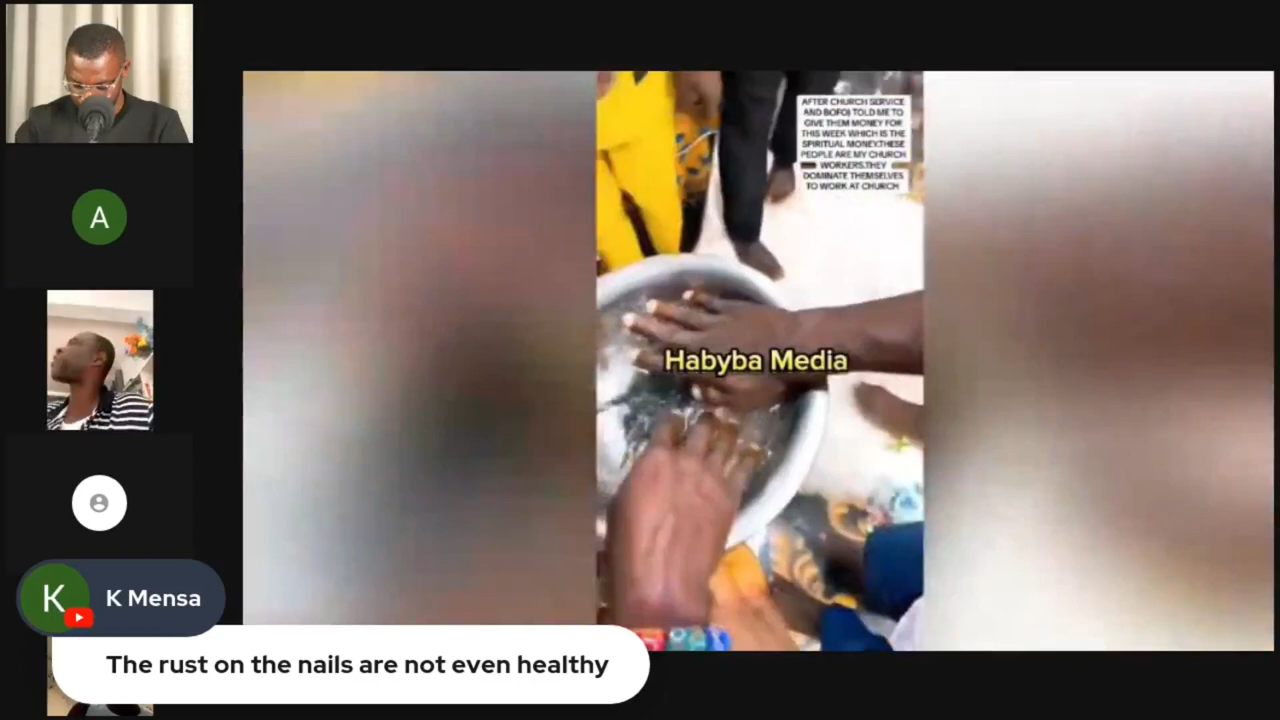 A
AFTER CHURCH SERVICE
AND BOFO) TOLD ME TO
GIVE THEM MONEY FOR
THIS WEEK WHICH IS THE
SPIRITUAL MONEY.THESE
PEOPLE ARE MY CHURCH
WORKERS.THEY
DOMINATE THEMSELVES
TO WORK AT CHURCH
Habyba Media
K
K Mensa
The rust on the nails are not even healthy